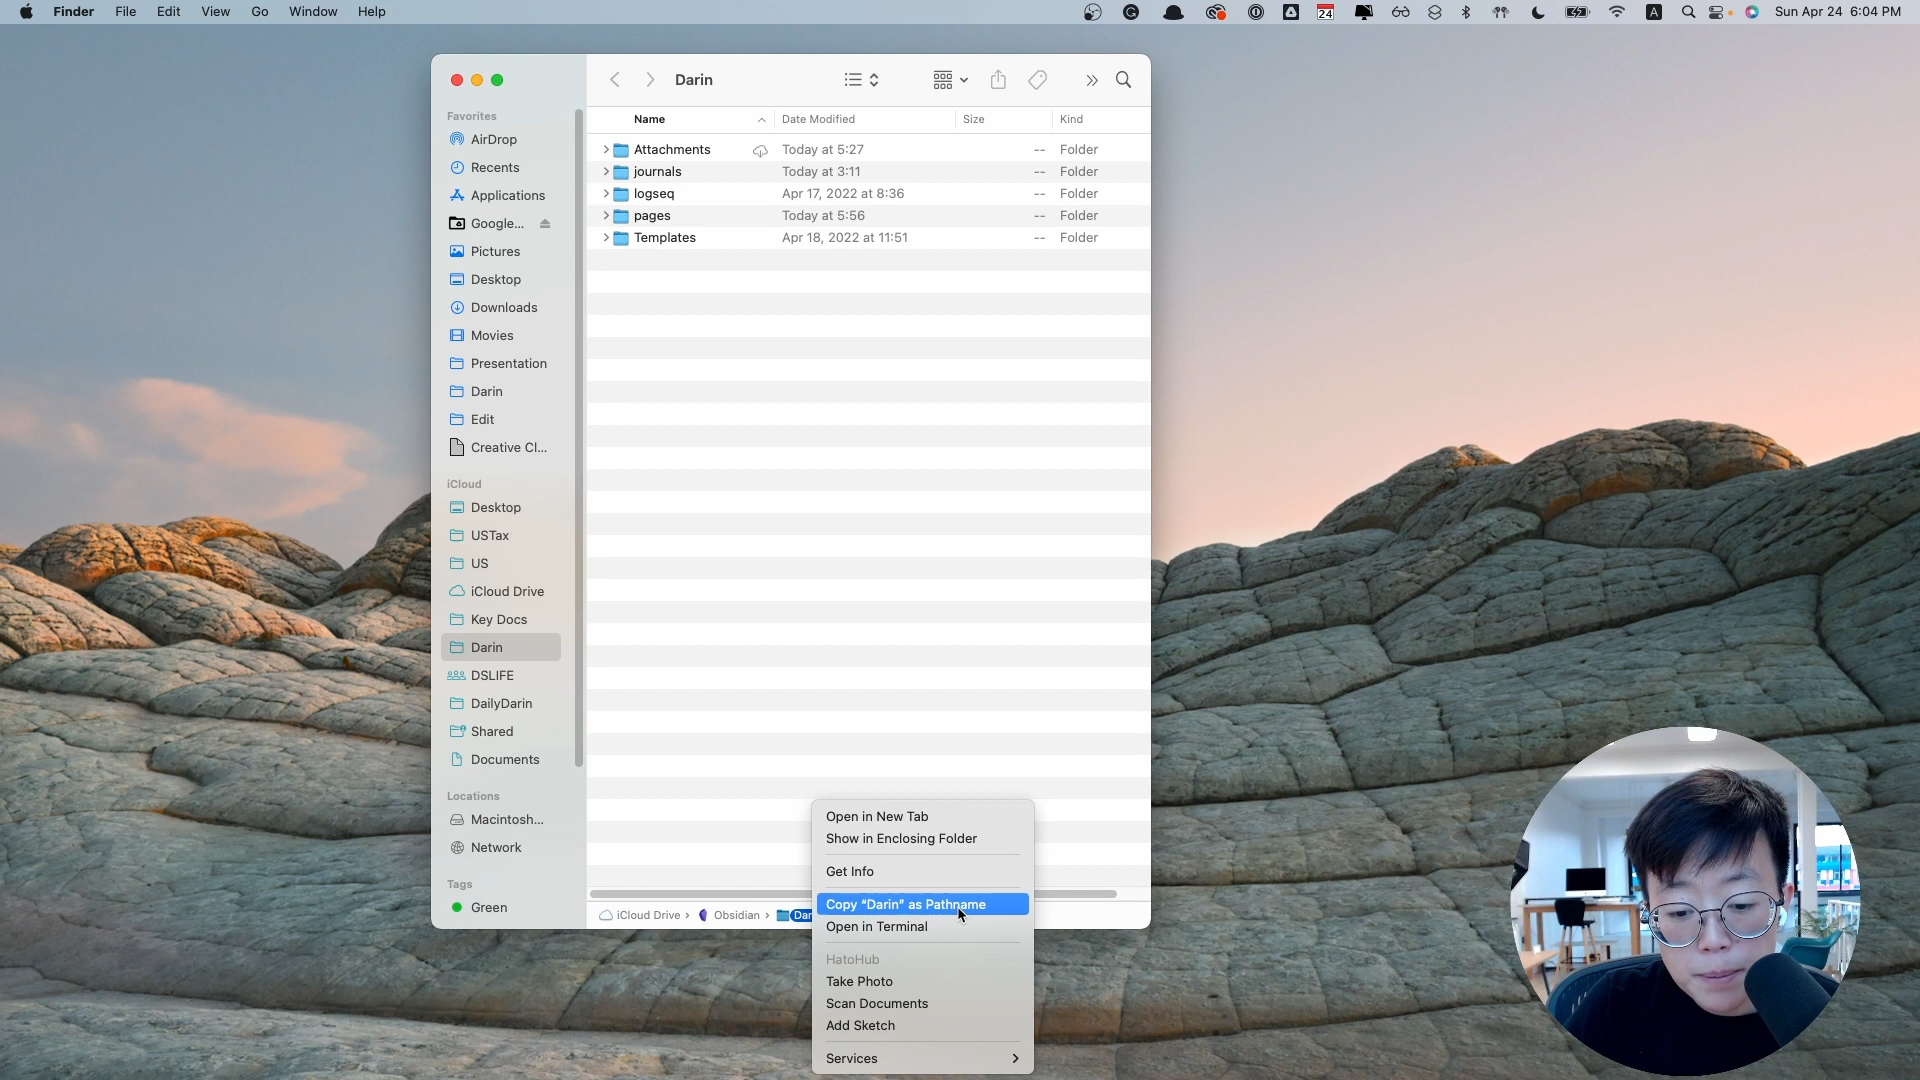 Finder File Edit View Go Window Help
24
A
Sun Apr 24 6:04 PM
Darin
Favorites
AirDrop
Recents
Applications
Google...
Pictures
Desktop
Downloads
Movies
Presentation
Darin
Edit
Creative Cl...
iCloud
Desktop
USTax
US
iCloud Drive
Key Docs
Darin
DSLIFE
DailyDarin
Shared
Documents
Locations
Macintosh...
Network
Tags
Green
Name Date Modified Size Kind
Attachments Today at 5:27 -- Folder
journals Today at 3:11 -- Folder
logseq Apr 17, 2022 at 8:36 -- Folder
pages Today at 5:56 -- Folder
Templates Apr 18, 2022 at 11:51 -- Folder
iCloud Drive › Obsidian › Dar
Open in New Tab
Show in Enclosing Folder
Get Info
Copy “Darin” as Pathname
Open in Terminal
HatoHub
Take Photo
Scan Documents
Add Sketch
Services